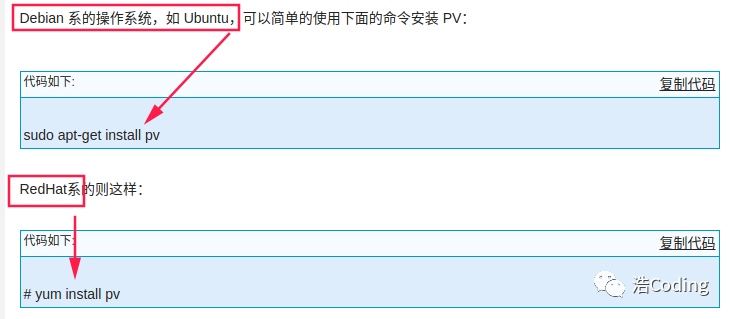 Debian 系的操作系统，如 Ubuntu，可以简单的使用下面的命令安装 PV：
代码如下: 复制代码
sudo apt-get install pv
RedHat系的则这样：
代码如下: 复制代码
# yum install pv
浩Coding